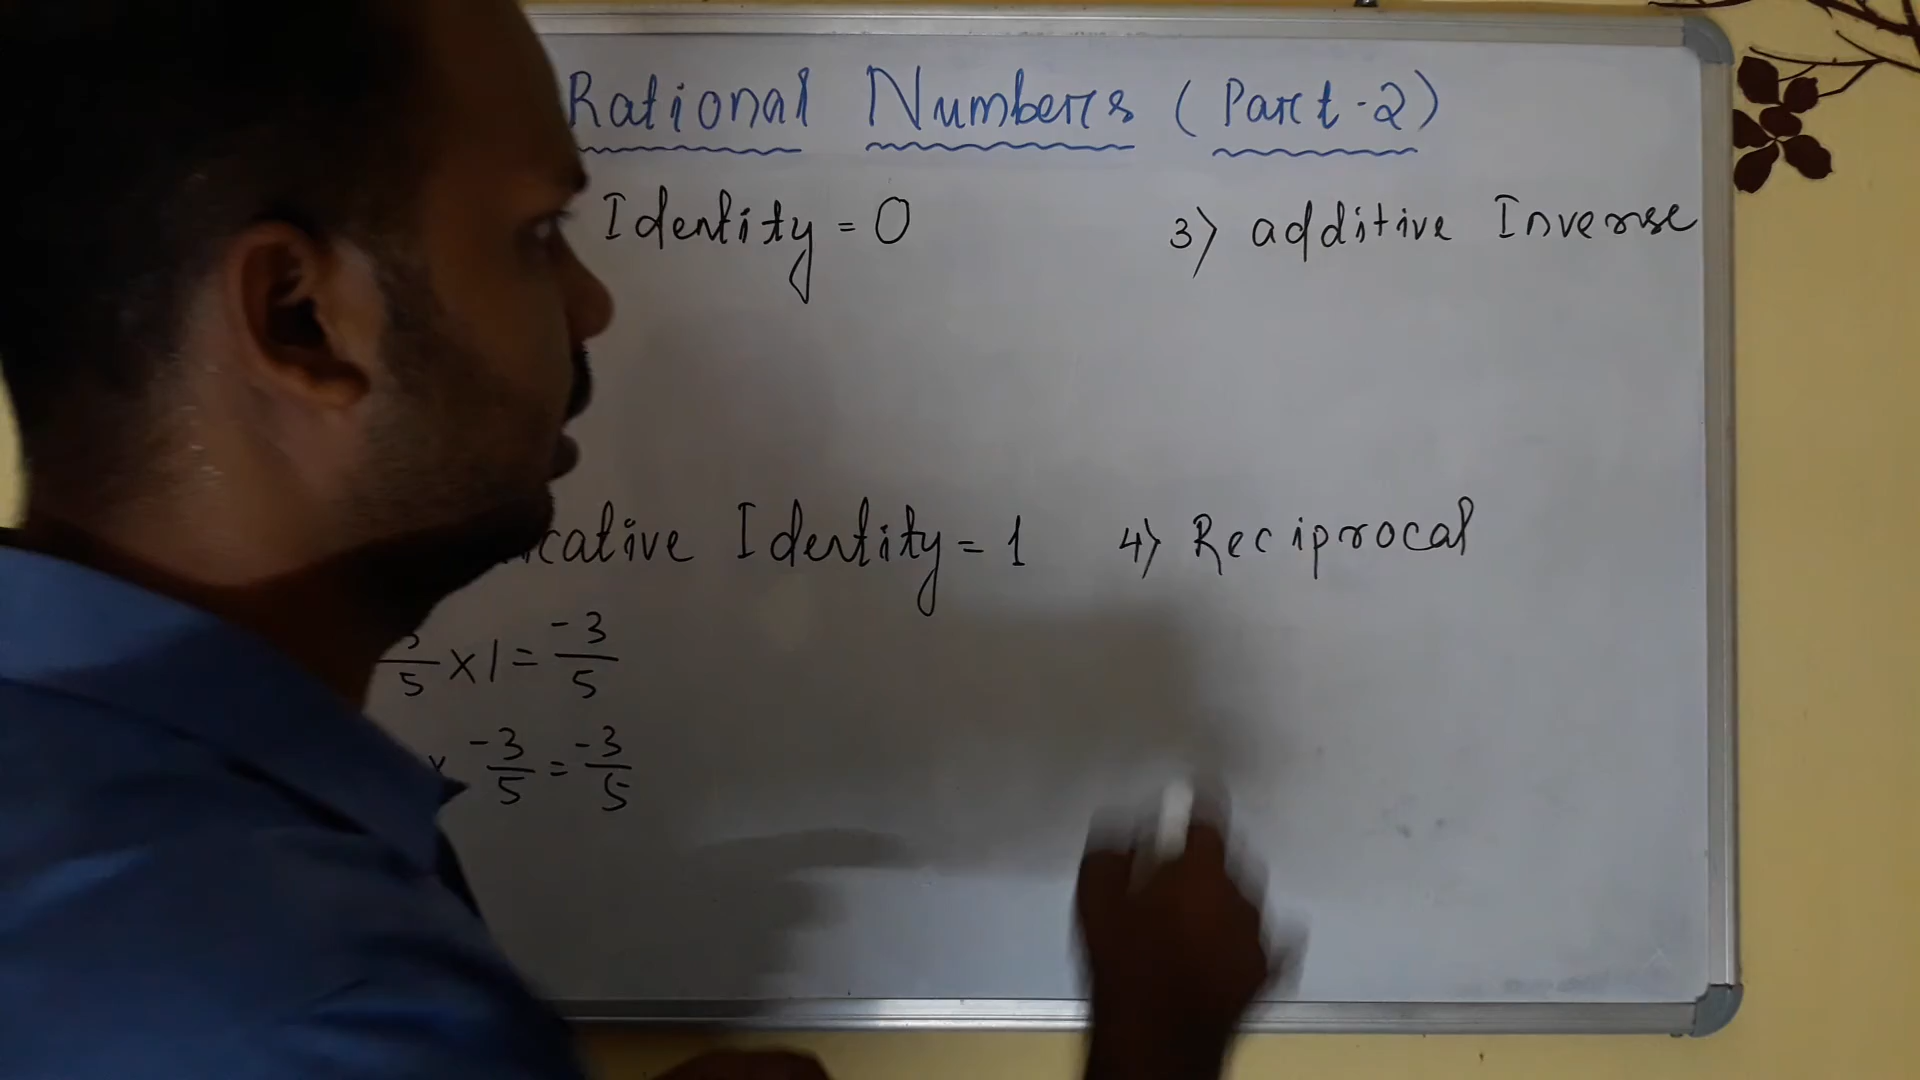 Rational Numbers (Part-2)
Identity = 0
3) additive Inverse
Identity = 1
4) Reciprocal
/5 × 1 = -3/5
× -3/5 = -3/5